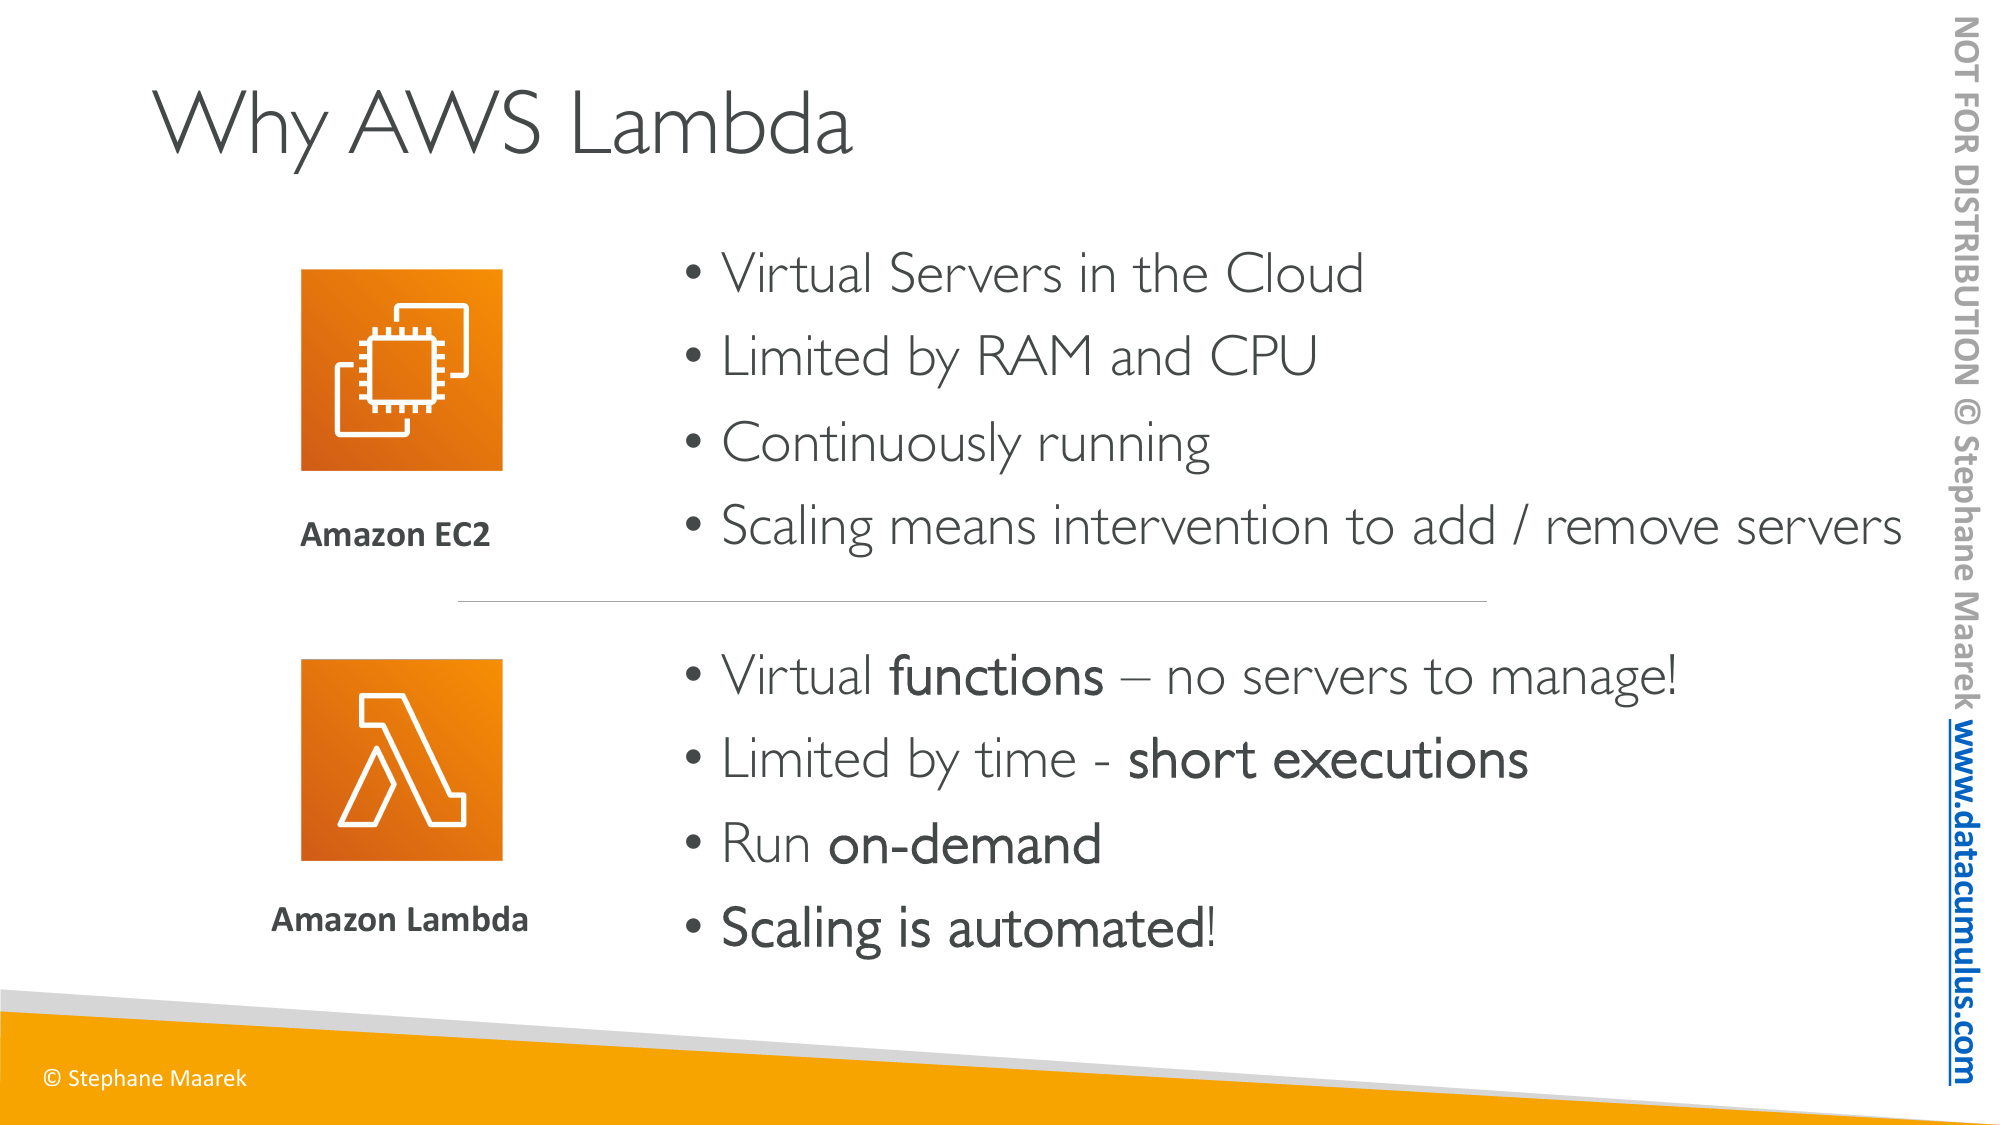 Why AWS Lambda
Amazon EC2
• Virtual Servers in the Cloud
• Limited by RAM and CPU
• Continuously running
• Scaling means intervention to add / remove servers
Amazon Lambda
• Virtual functions – no servers to manage!
• Limited by time - short executions
• Run on-demand
• Scaling is automated!
© Stephane Maarek
NOT FOR DISTRIBUTION © Stephane Maarek www.datacumulus.com